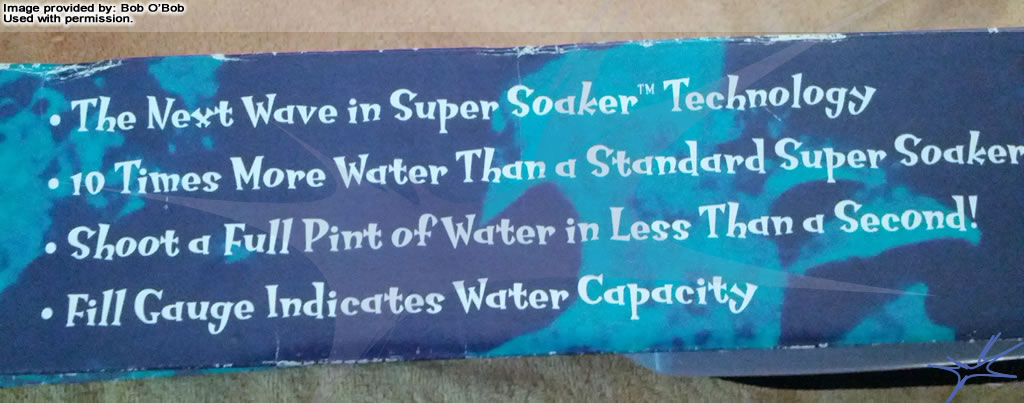 Image provided by: Bob O'Bob
Used with permission.
• The Next Wave in Super Soaker™ Technology
• 10 Times More Water Than a Standard Super Soaker
• Shoot a Full Pint of Water in Less Than a Second!
• Fill Gauge Indicates Water Capacity